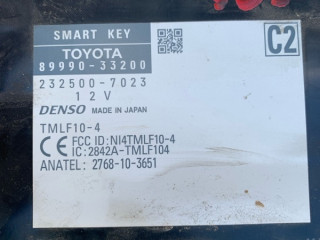 SMART KEY
C2
TOYOTA
89990-33200
232500-7023
12V
DENSO MADE IN JAPAN
TMLF10-4
CE FCC ID: NI4TMLF10-4
IC: 2842A-TMLF104
ANATEL: 2768-10-3651